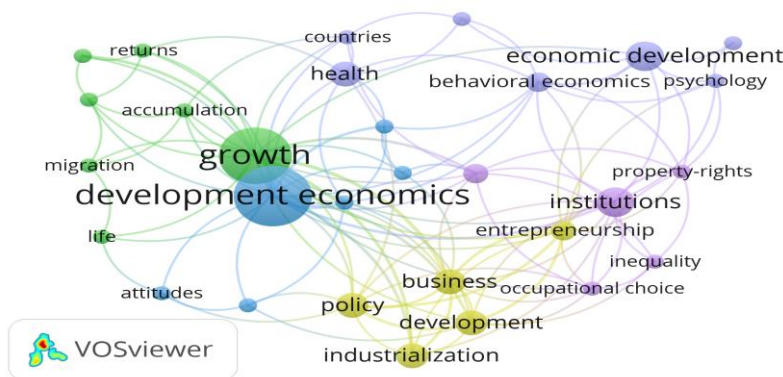 returns
countries
health
economic development
behavioral economics
psychology
accumulation
growth
migration
development economics
property-rights
institutions
entrepreneurship
life
inequality
attitudes
business
occupational choice
policy
development
industrialization
VOSviewer